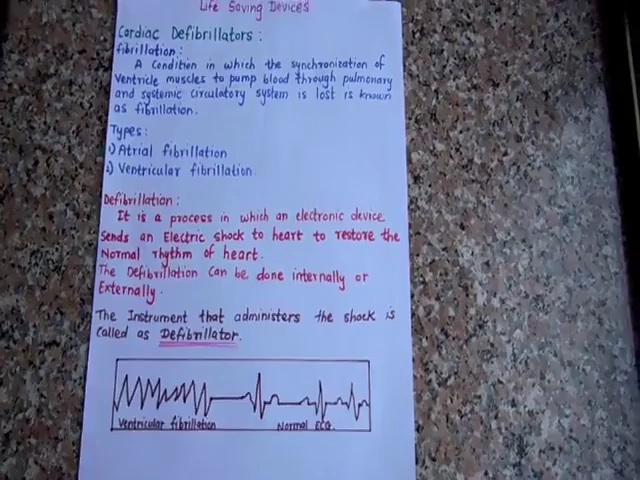 Life Saving Devices
Cardiac Defibrillators :
fibrillation :
A Condition in which the synchronization of
Ventricle muscles to pump blood through pulmonary
and systemic circulatory system is lost is known
as fibrillation.
Types:
1) Atrial fibrillation
2) Ventricular fibrillation.
Defibrillation:
It is a process in which an electronic device
Sends an Electric shock to heart to restore the
Normal rhythm of heart.
The Defibrillation can be done internally or
Externally.
The Instrument that administers the shock is
called as Defibrillator.
Ventricular fibrillation Normal ECG.